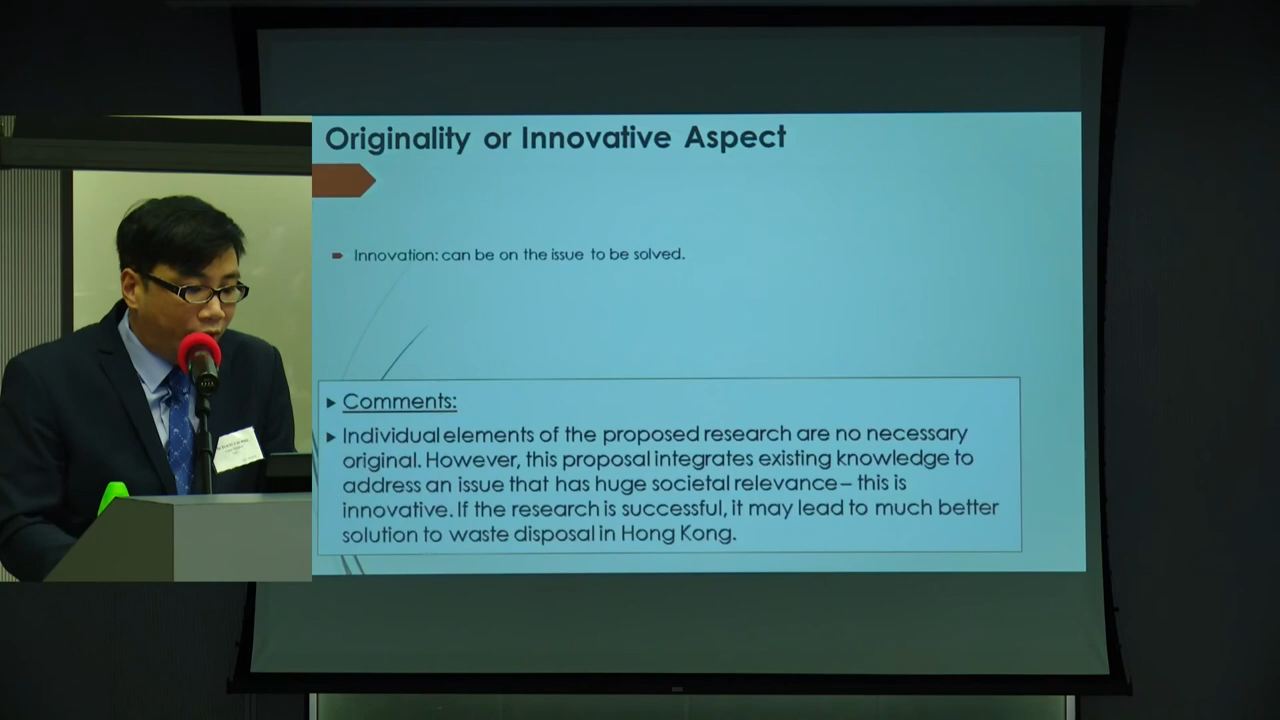 Originality or Innovative Aspect
Innovation: can be on the issue to be solved.
Comments:
Individual elements of the proposed research are no necessary
original. However, this proposal integrates existing knowledge to
address an issue that has huge societal relevance – this is
innovative. If the research is successful, it may lead to much better
solution to waste disposal in Hong Kong.